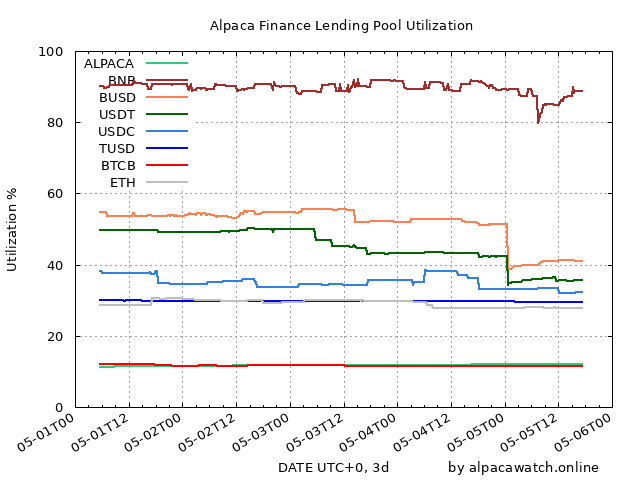 Alpaca Finance Lending Pool Utilization
100
80
60
40
20
0
Utilization %
ALPACA
BNB
BUSD
USDT
USDC
TUSD
BTCB
ETH
05-01T00
05-01T12
05-02T00
05-02T12
05-03T00
05-03T12
05-04T00
05-04T12
05-05T00
05-05T12
05-06T00
DATE UTC+0, 3d
by alpacawatch.online